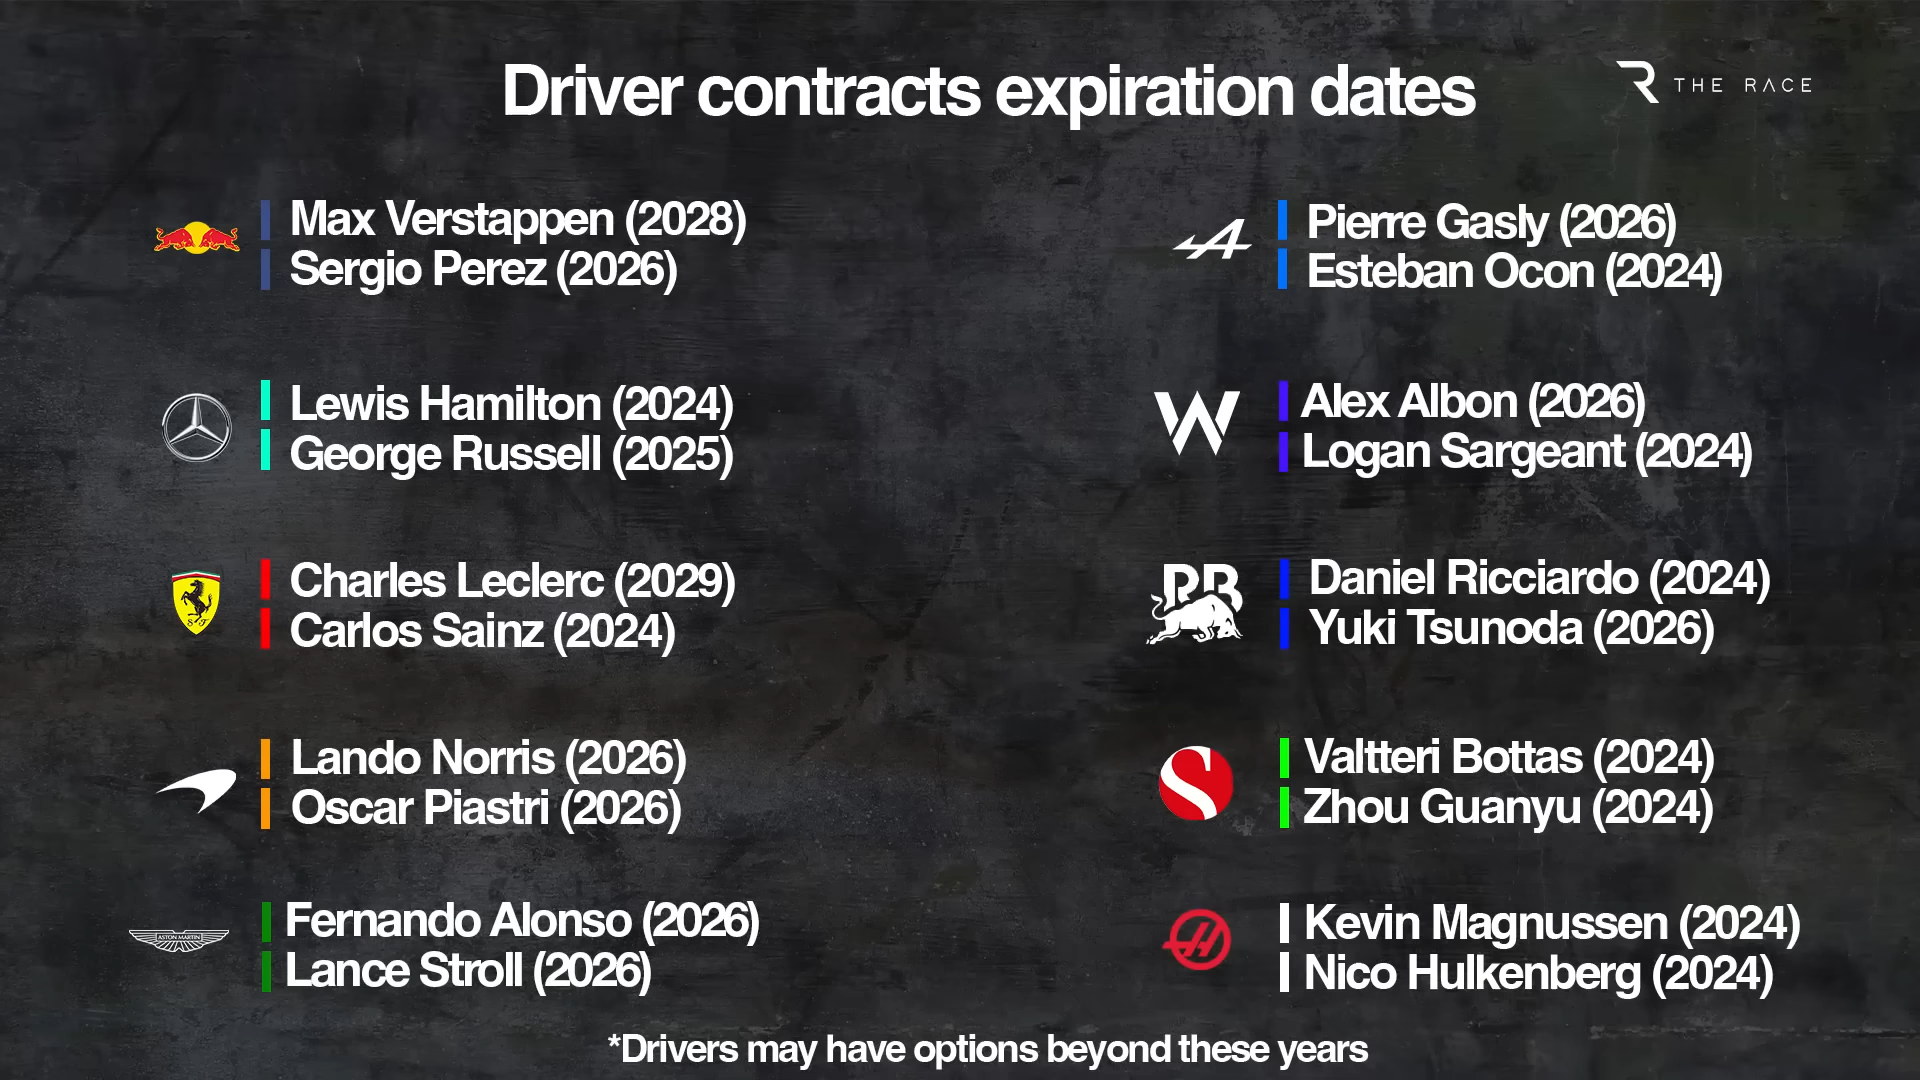 Driver contracts expiration dates
THE RACE
Max Verstappen (2028)
Sergio Perez (2026)
Lewis Hamilton (2024)
George Russell (2025)
Charles Leclerc (2029)
Carlos Sainz (2024)
Lando Norris (2026)
Oscar Piastri (2026)
ASTON MARTIN
Fernando Alonso (2026)
Lance Stroll (2026)
Pierre Gasly (2026)
Esteban Ocon (2024)
Alex Albon (2026)
Logan Sargeant (2024)
RB
Daniel Ricciardo (2024)
Yuki Tsunoda (2026)
Valtteri Bottas (2024)
Zhou Guanyu (2024)
Kevin Magnussen (2024)
Nico Hulkenberg (2024)
*Drivers may have options beyond these years